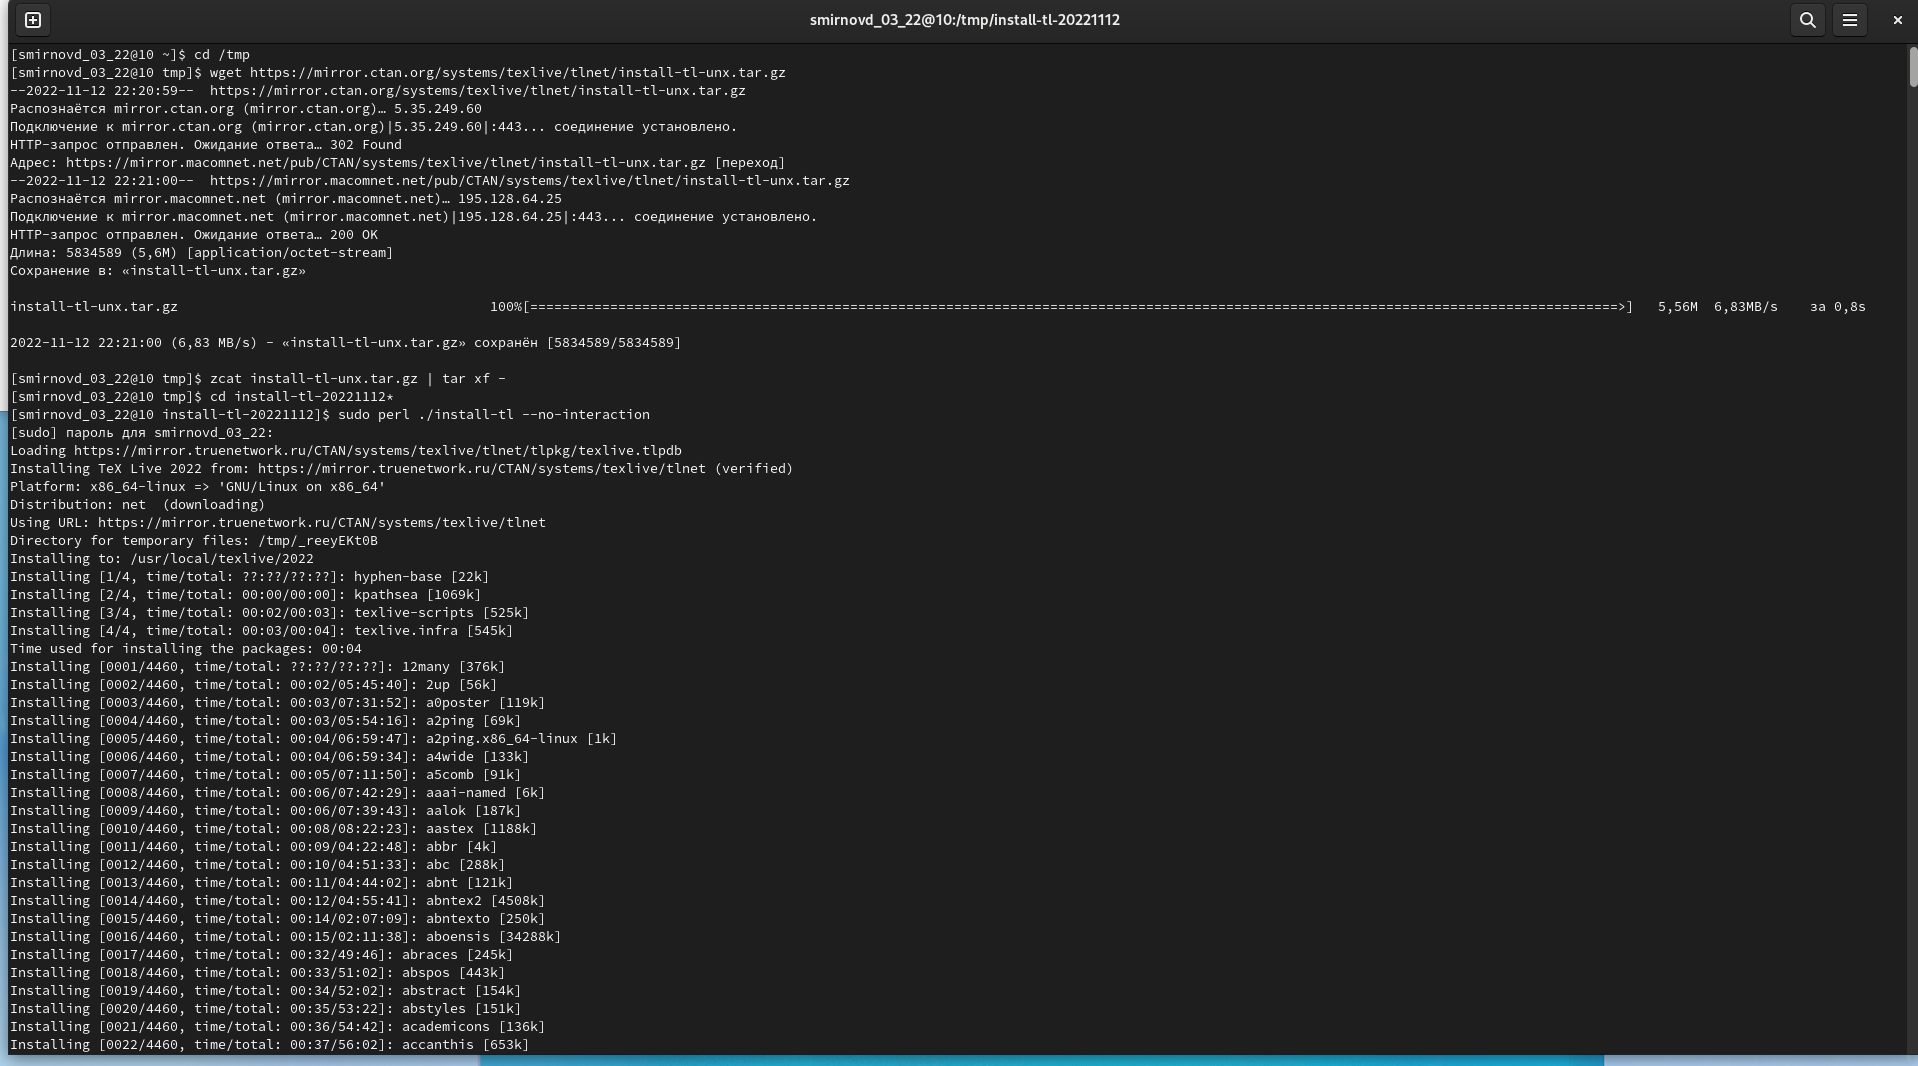 smirnovd_03_22@10:/tmp/install-tl-20221112
[smirnovd_03_22@10 ~]$ cd /tmp
[smirnovd_03_22@10 tmp]$ wget https://mirror.ctan.org/systems/texlive/tlnet/install-tl-unx.tar.gz
--2022-11-12 22:20:59--  https://mirror.ctan.org/systems/texlive/tlnet/install-tl-unx.tar.gz
Распознаётся mirror.ctan.org (mirror.ctan.org)… 5.35.249.60
Подключение к mirror.ctan.org (mirror.ctan.org)|5.35.249.60|:443... соединение установлено.
HTTP-запрос отправлен. Ожидание ответа… 302 Found
Адрес: https://mirror.macomnet.net/pub/CTAN/systems/texlive/tlnet/install-tl-unx.tar.gz [переход]
--2022-11-12 22:21:00--  https://mirror.macomnet.net/pub/CTAN/systems/texlive/tlnet/install-tl-unx.tar.gz
Распознаётся mirror.macomnet.net (mirror.macomnet.net)… 195.128.64.25
Подключение к mirror.macomnet.net (mirror.macomnet.net)|195.128.64.25|:443... соединение установлено.
HTTP-запрос отправлен. Ожидание ответа… 200 OK
Длина: 5834589 (5,6M) [application/octet-stream]
Сохранение в: «install-tl-unx.tar.gz»
install-tl-unx.tar.gz 100%[========================================================================================================================================>] 5,56M 6,83MB/s за 0,8s
2022-11-12 22:21:00 (6,83 MB/s) - «install-tl-unx.tar.gz» сохранён [5834589/5834589]
[smirnovd_03_22@10 tmp]$ zcat install-tl-unx.tar.gz | tar xf -
[smirnovd_03_22@10 tmp]$ cd install-tl-20221112*
[smirnovd_03_22@10 install-tl-20221112]$ sudo perl ./install-tl --no-interaction
[sudo] пароль для smirnovd_03_22:
Loading https://mirror.truenetwork.ru/CTAN/systems/texlive/tlnet/tlpkg/texlive.tlpdb
Installing TeX Live 2022 from: https://mirror.truenetwork.ru/CTAN/systems/texlive/tlnet (verified)
Platform: x86_64-linux => 'GNU/Linux on x86_64'
Distribution: net  (downloading)
Using URL: https://mirror.truenetwork.ru/CTAN/systems/texlive/tlnet
Directory for temporary files: /tmp/_reeyEKt0B
Installing to: /usr/local/texlive/2022
Installing [1/4, time/total: ??:??/??:??]: hyphen-base [22k]
Installing [2/4, time/total: 00:00/00:00]: kpathsea [1069k]
Installing [3/4, time/total: 00:02/00:03]: texlive-scripts [525k]
Installing [4/4, time/total: 00:03/00:04]: texlive.infra [545k]
Time used for installing the packages: 00:04
Installing [0001/4460, time/total: ??:??/??:??]: 12many [376k]
Installing [0002/4460, time/total: 00:02/05:45:40]: 2up [56k]
Installing [0003/4460, time/total: 00:03/07:31:52]: a0poster [119k]
Installing [0004/4460, time/total: 00:03/05:54:16]: a2ping [69k]
Installing [0005/4460, time/total: 00:04/06:59:47]: a2ping.x86_64-linux [1k]
Installing [0006/4460, time/total: 00:04/06:59:34]: a4wide [133k]
Installing [0007/4460, time/total: 00:05/07:11:50]: a5comb [91k]
Installing [0008/4460, time/total: 00:06/07:42:29]: aaai-named [6k]
Installing [0009/4460, time/total: 00:06/07:39:43]: aalok [187k]
Installing [0010/4460, time/total: 00:08/08:22:23]: aastex [1188k]
Installing [0011/4460, time/total: 00:09/04:22:48]: abbr [4k]
Installing [0012/4460, time/total: 00:10/04:51:33]: abc [288k]
Installing [0013/4460, time/total: 00:11/04:44:02]: abnt [121k]
Installing [0014/4460, time/total: 00:12/04:55:41]: abntex2 [4508k]
Installing [0015/4460, time/total: 00:14/02:07:09]: abntexto [250k]
Installing [0016/4460, time/total: 00:15/02:11:38]: aboensis [34288k]
Installing [0017/4460, time/total: 00:32/49:46]: abraces [245k]
Installing [0018/4460, time/total: 00:33/51:02]: abspos [443k]
Installing [0019/4460, time/total: 00:34/52:02]: abstract [154k]
Installing [0020/4460, time/total: 00:35/53:22]: abstyles [151k]
Installing [0021/4460, time/total: 00:36/54:42]: academicons [136k]
Installing [0022/4460, time/total: 00:37/56:02]: accanthis [653k]